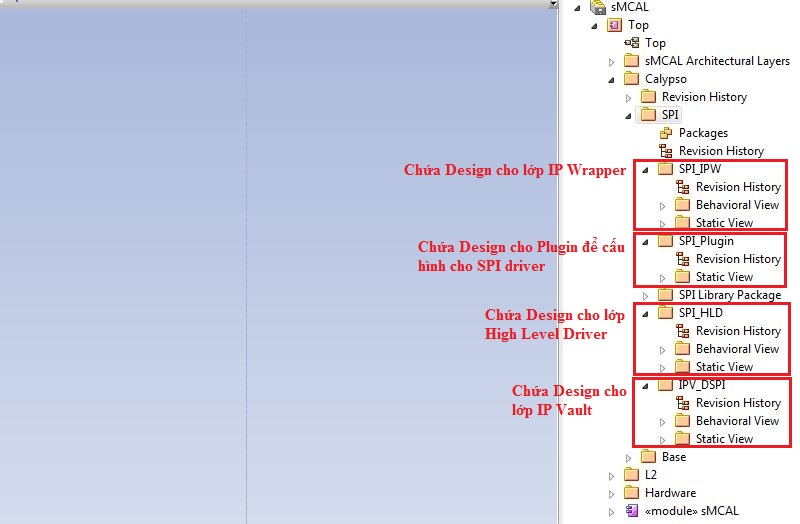 sMCAL
Top
Top
sMCAL Architectural Layers
Calypso
Revision History
SPI
Packages
Revision History
Chứa Design cho lớp IP Wrapper
SPI_IPW
Revision History
Behavioral View
Static View
Chứa Design cho Plugin để cấu
hình cho SPI driver
SPI_Plugin
Revision History
Static View
SPI Library Package
Chứa Design cho lớp
High Level Driver
SPI_HLD
Revision History
Behavioral View
Static View
Chứa Design cho
lớp IP Vault
IPV_DSPI
Revision History
Behavioral View
Static View
Base
L2
Hardware
«module» sMCAL